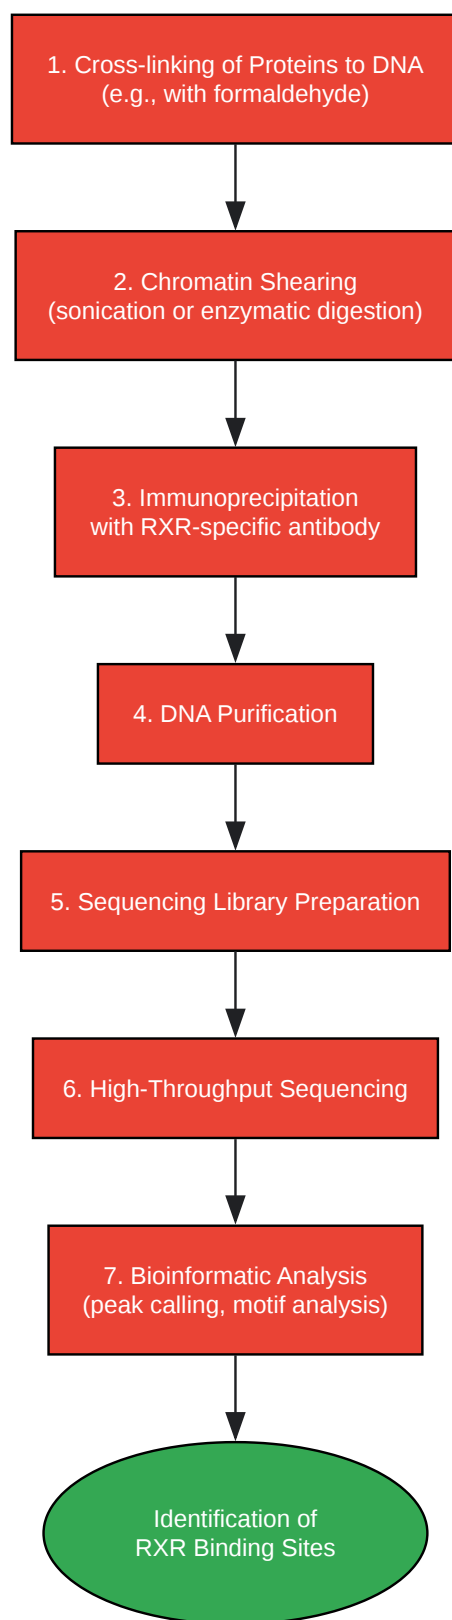 1. Cross-linking of Proteins to DNA
(e.g., with formaldehyde)
2. Chromatin Shearing
(sonication or enzymatic digestion)
3. Immunoprecipitation
with RXR-specific antibody
4. DNA Purification
5. Sequencing Library Preparation
6. High-Throughput Sequencing
7. Bioinformatic Analysis
(peak calling, motif analysis)
Identification of
RXR Binding Sites